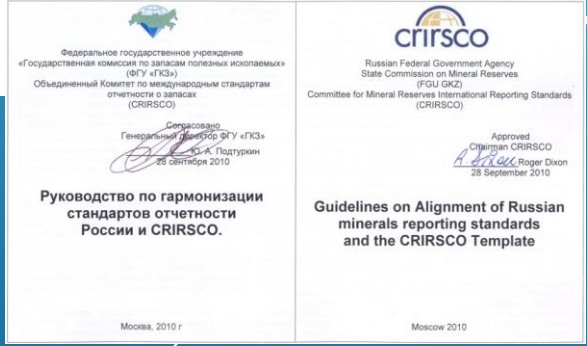 Федеральное государственное учреждение
«Государственная комиссия по запасам полезных ископаемых»
(ФГУ «ГКЗ»)
Объединенный Комитет по международным стандартам
отчетности о запасах
(CRIRSCO)
Согласовано
Генеральный директор ФГУ «ГКЗ»
Ю. А. Подтуркин
28 сентября 2010
Руководство по гармонизации
стандартов отчетности
России и CRIRSCO.
Москва, 2010 г
crirsco
Russian Federal Government Agency
State Commission on Mineral Reserves
(FGU GKZ)
Committee for Mineral Reserves International Reporting Standards
(CRIRSCO)
Approved
Chairman CRIRSCO
Roger Dixon
28 September 2010
Guidelines on Alignment of Russian
minerals reporting standards
and the CRIRSCO Template
Moscow 2010